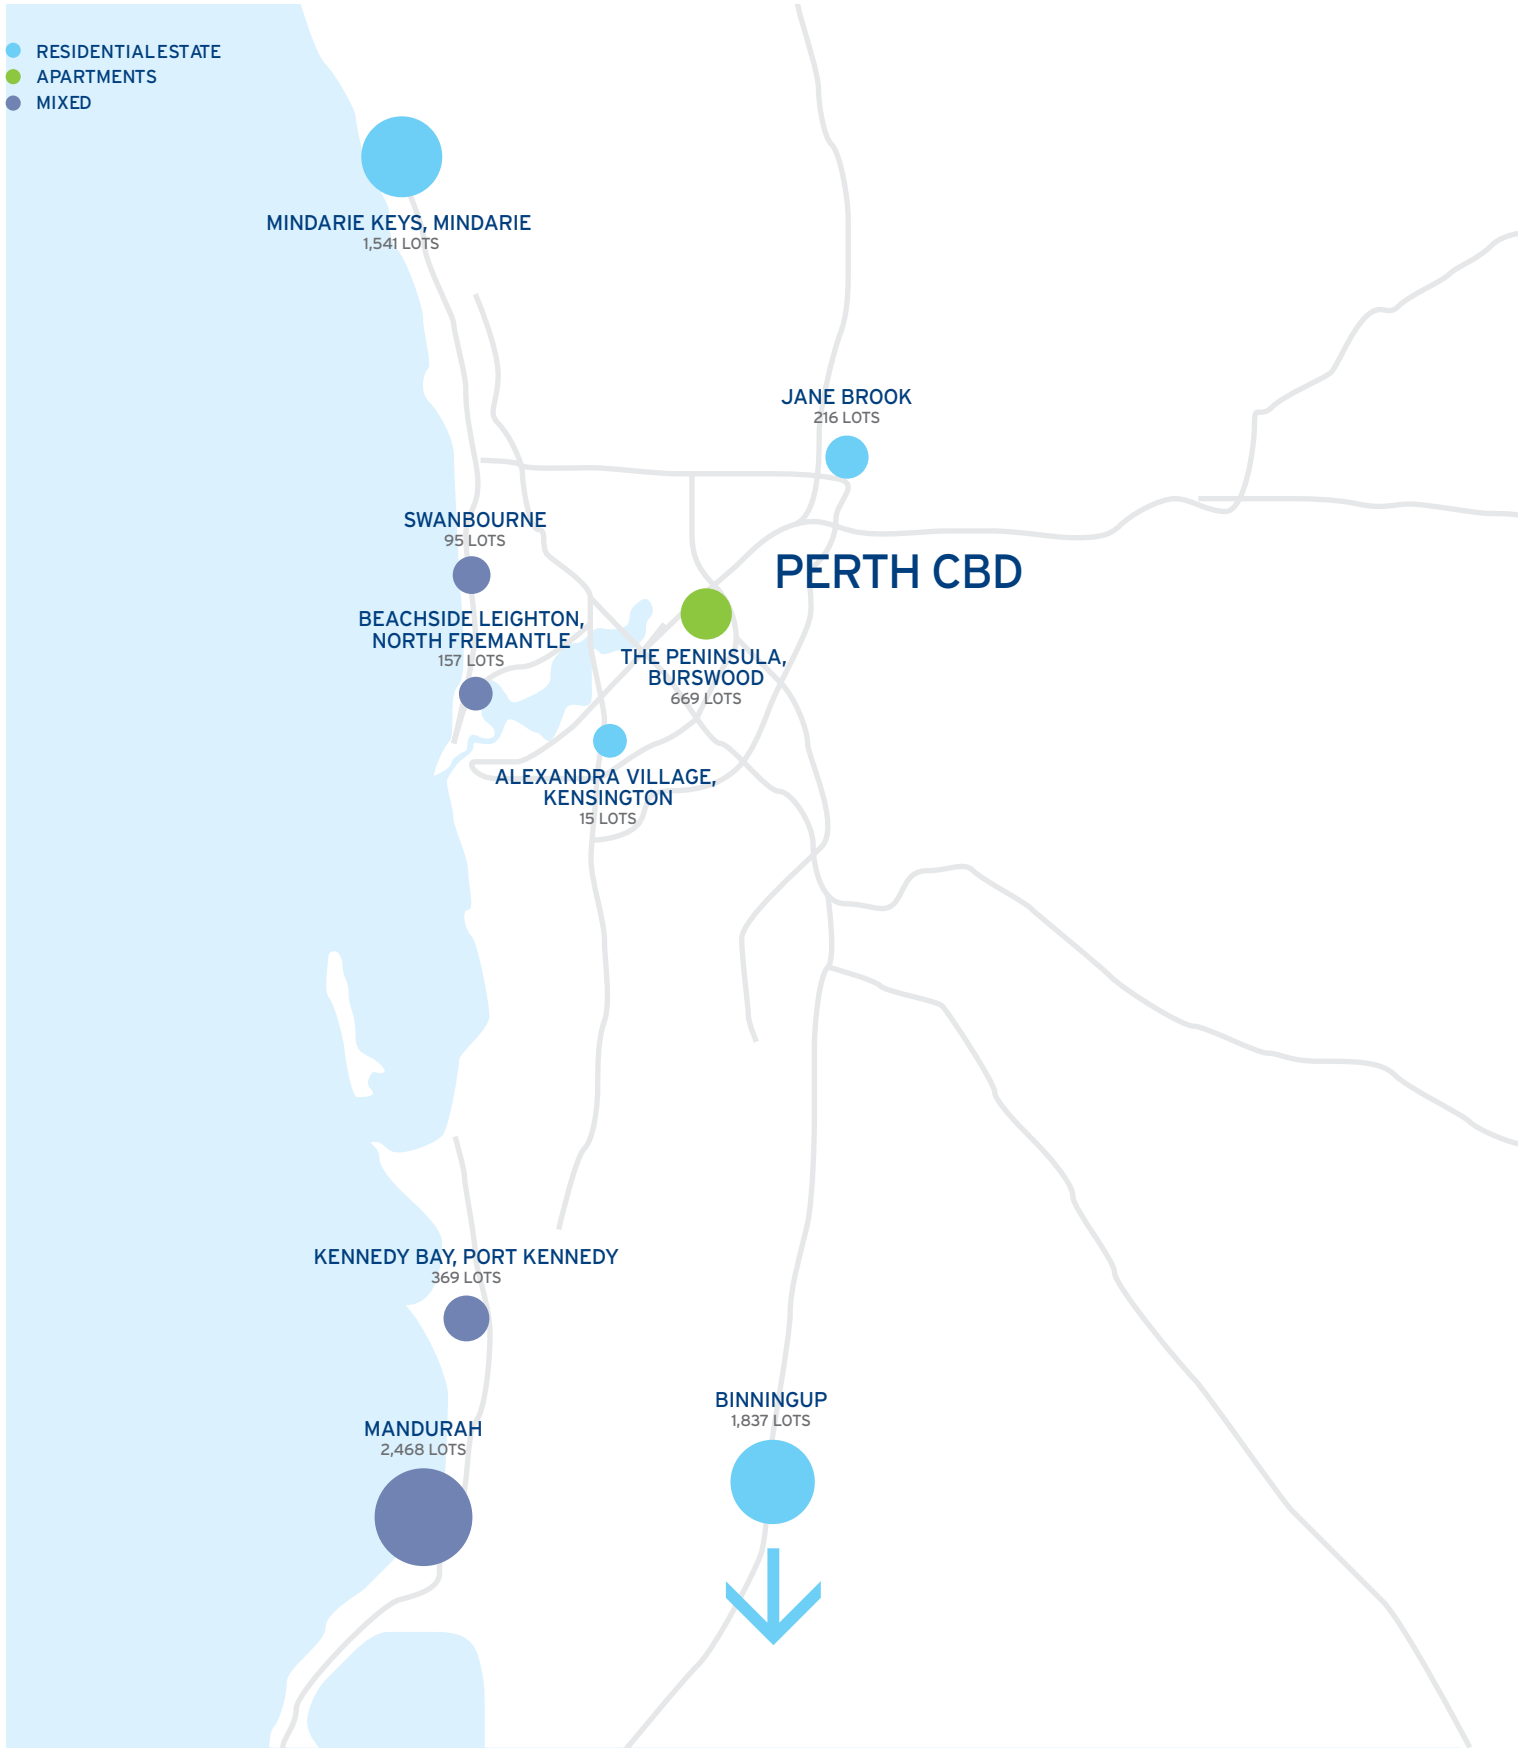 RESIDENTIAL ESTATE
APARTMENTS
MIXED
MINDARIE KEYS, MINDARIE
1,541 LOTS
JANE BROOK
216 LOTS
SWANBOURNE
95 LOTS
PERTH CBD
BEACHSIDE LEIGHTON,
NORTH FREMANTLE
157 LOTS
THE PENINSULA,
BURSWOOD
669 LOTS
ALEXANDRA VILLAGE,
KENSINGTON
15 LOTS
KENNEDY BAY, PORT KENNEDY
369 LOTS
BINNINGUP
1,837 LOTS
MANDURAH
2,468 LOTS